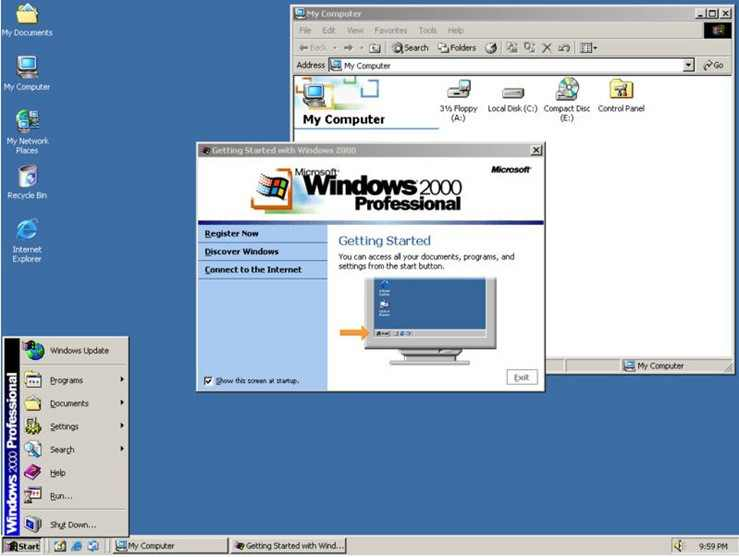 My Documents
My Computer
My Network
Places
Recycle Bin
Internet
Explorer
My Computer
File Edit View Favorites Tools Help
Back Search Folders
Address My Computer Go
My Computer
3½ Floppy
(A:)
Local Disk (C:)
Compact Disc
(E:)
Control Panel
My Computer
Getting Started with Windows 2000
Microsoft
Microsoft
Windows 2000
Professional
Register Now
Discover Windows
Connect to the Internet
Getting Started
You can access all your documents, programs, and
settings from the start button.
Show this screen at startup.
Exit
Windows 2000 Professional
Windows Update
Programs
Documents
Settings
Search
Help
Run...
Shut Down...
Start My Computer Getting Started with Wind... 9:59 PM